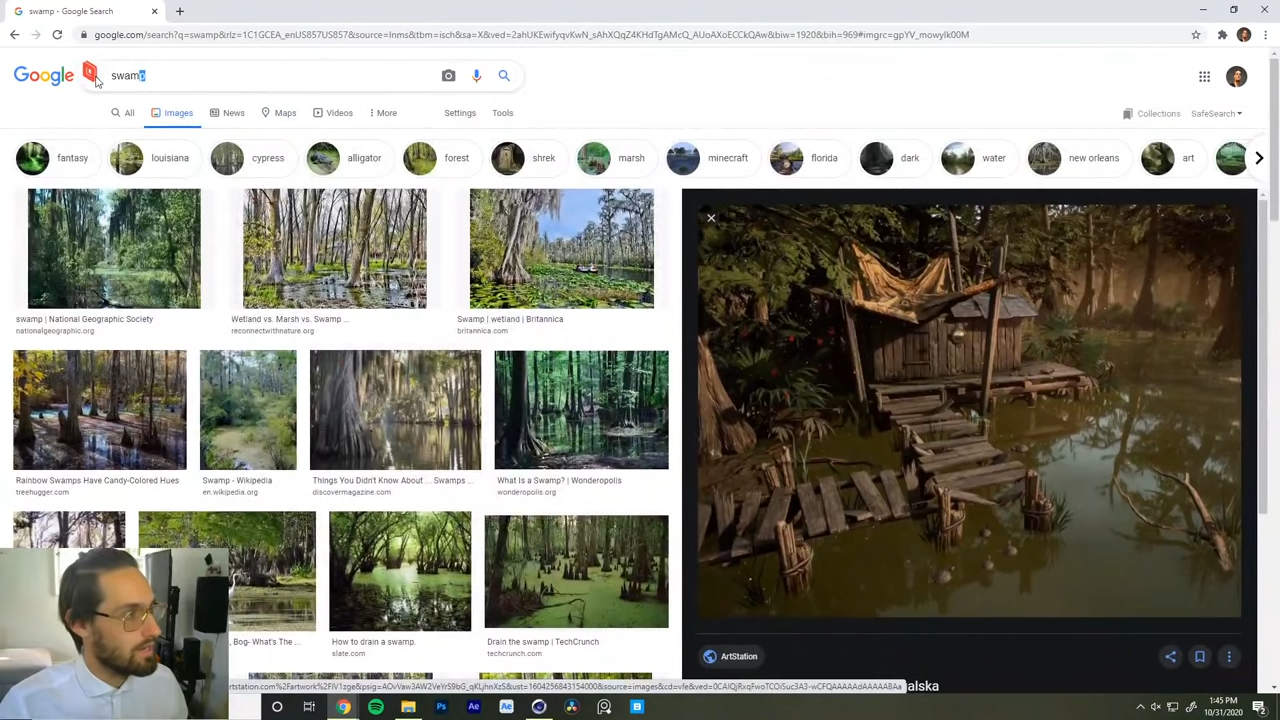 swamp - Google Search
google.com/search?q=swamp&rlz=1C1GCEA_enUS857US857&source=lnms&tbm=isch&sa=X&ved=2ahUKEwifyqvKwN_sAhXQqZ4KHdTgAMcQ_AUoAXoECCkQAw&biw=1920&bih=969#imgrc=gpYV_mowyIk00M
Google
swamp
All
Images
News
Maps
Videos
More
Settings
Tools
Collections
SafeSearch
fantasy
louisiana
cypress
alligator
forest
shrek
marsh
minecraft
florida
dark
water
new orleans
art
swamp | National Geographic Society
nationalgeographic.org
Wetland vs. Marsh vs. Swamp ...
reconnectwithnature.org
Swamp | wetland | Britannica
britannica.com
Rainbow Swamps Have Candy-Colored Hues
treehugger.com
Swamp - Wikipedia
en.wikipedia.org
Things You Didn't Know About ... Swamps ...
discovermagazine.com
What Is a Swamp? | Wonderopolis
wonderopolis.org
, Bog- What's The ...
How to drain a swamp.
slate.com
Drain the swamp | TechCrunch
techcrunch.com
ArtStation
alska
Ps
Ae
Ae
1:45 PM
10/31/2020
2